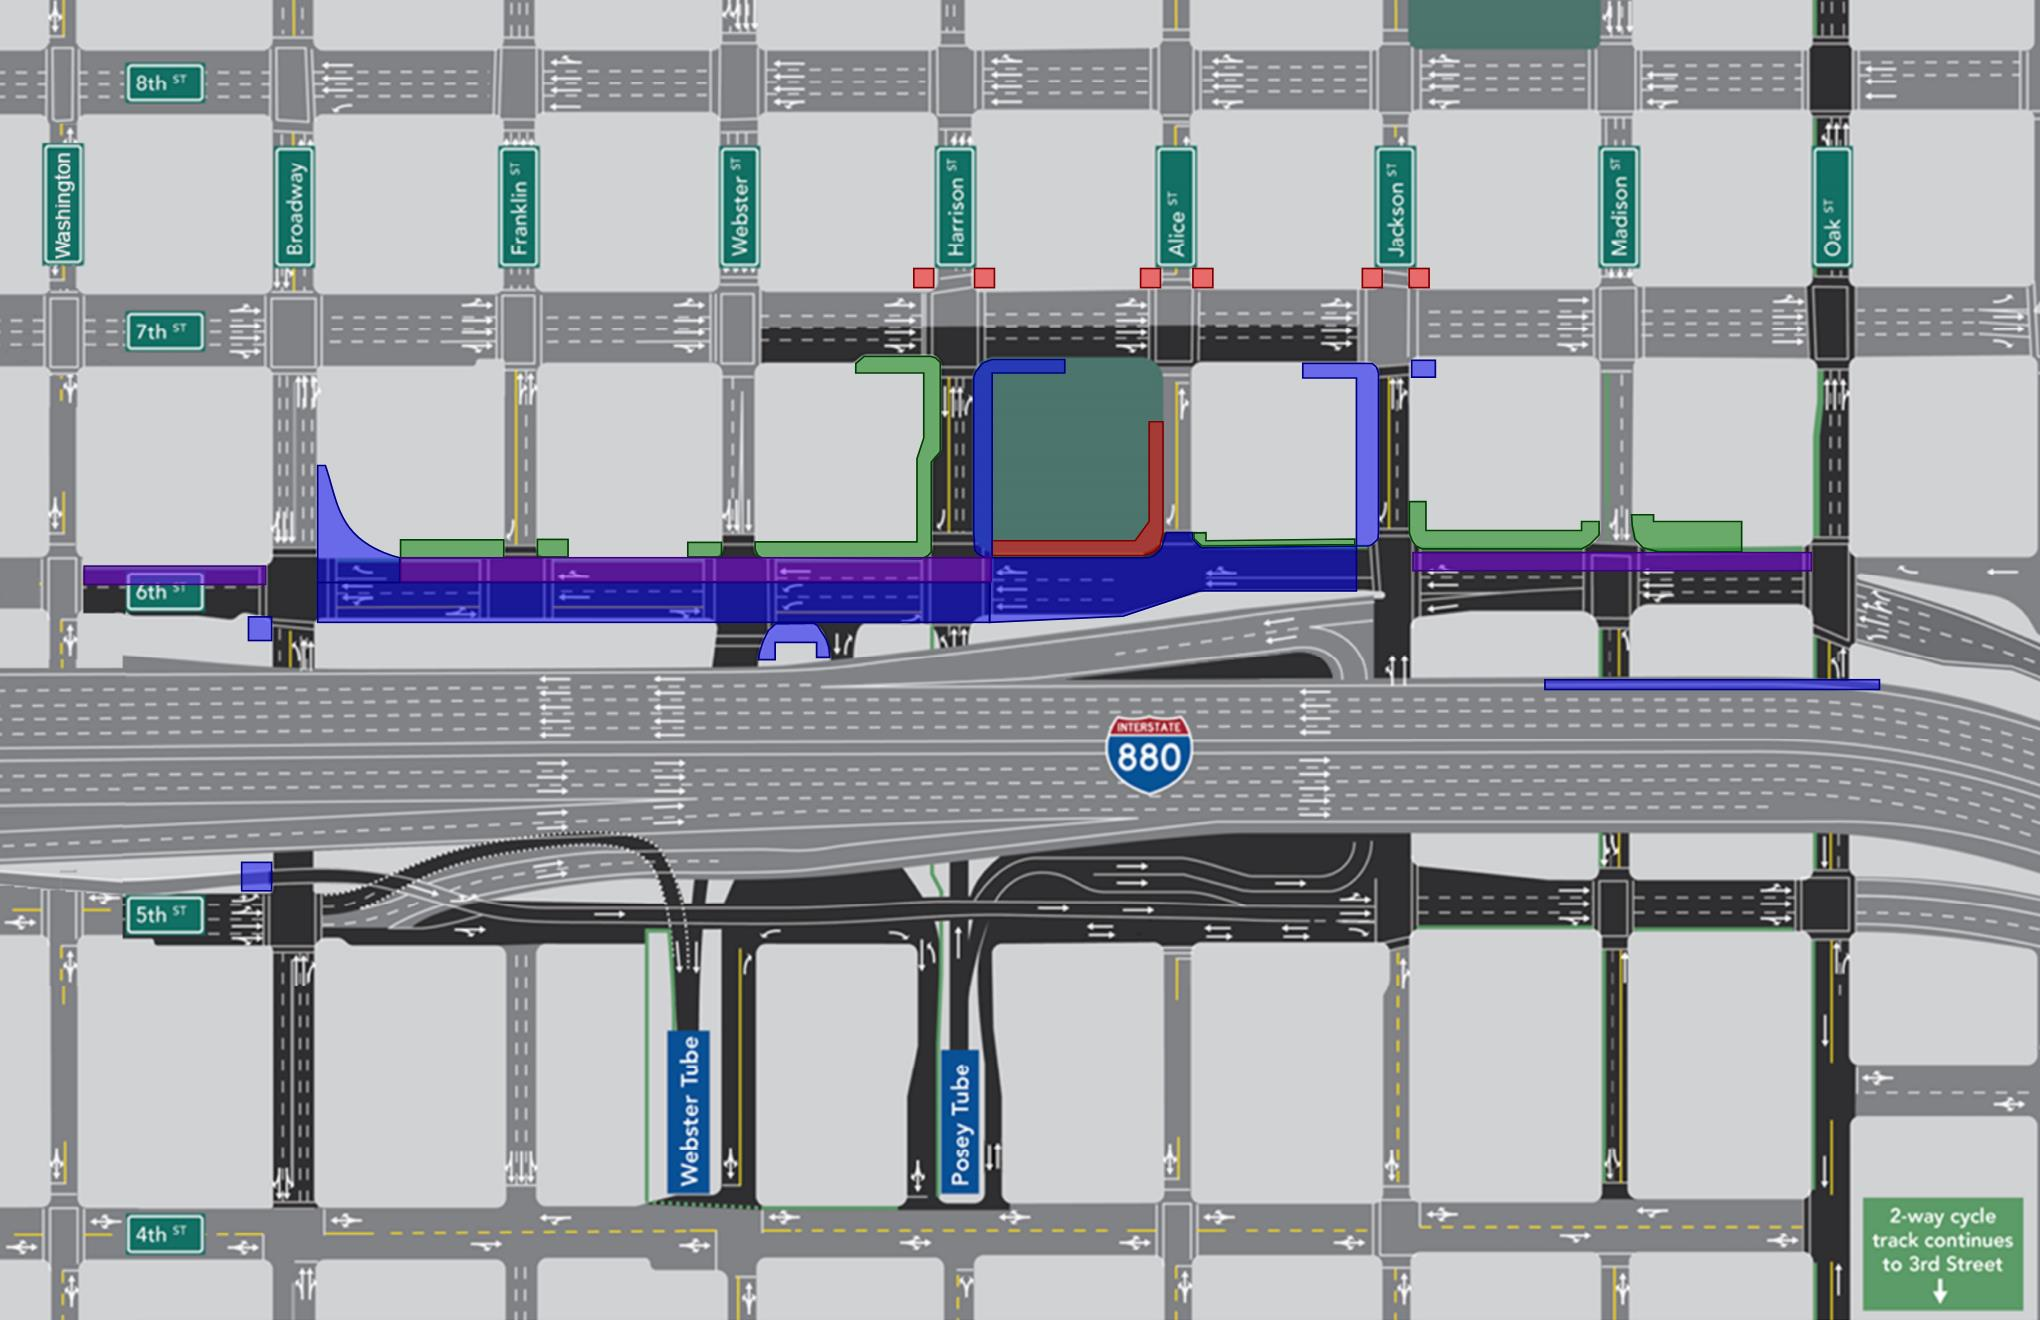 8th ST
Washington
Broadway
Franklin ST
Webster ST
Harrison ST
Alice ST
Jackson ST
Madison ST
Oak ST
7th ST
6th ST
INTERSTATE
880
5th ST
Webster Tube
Posey Tube
4th ST
2-way cycle
track continues
to 3rd Street